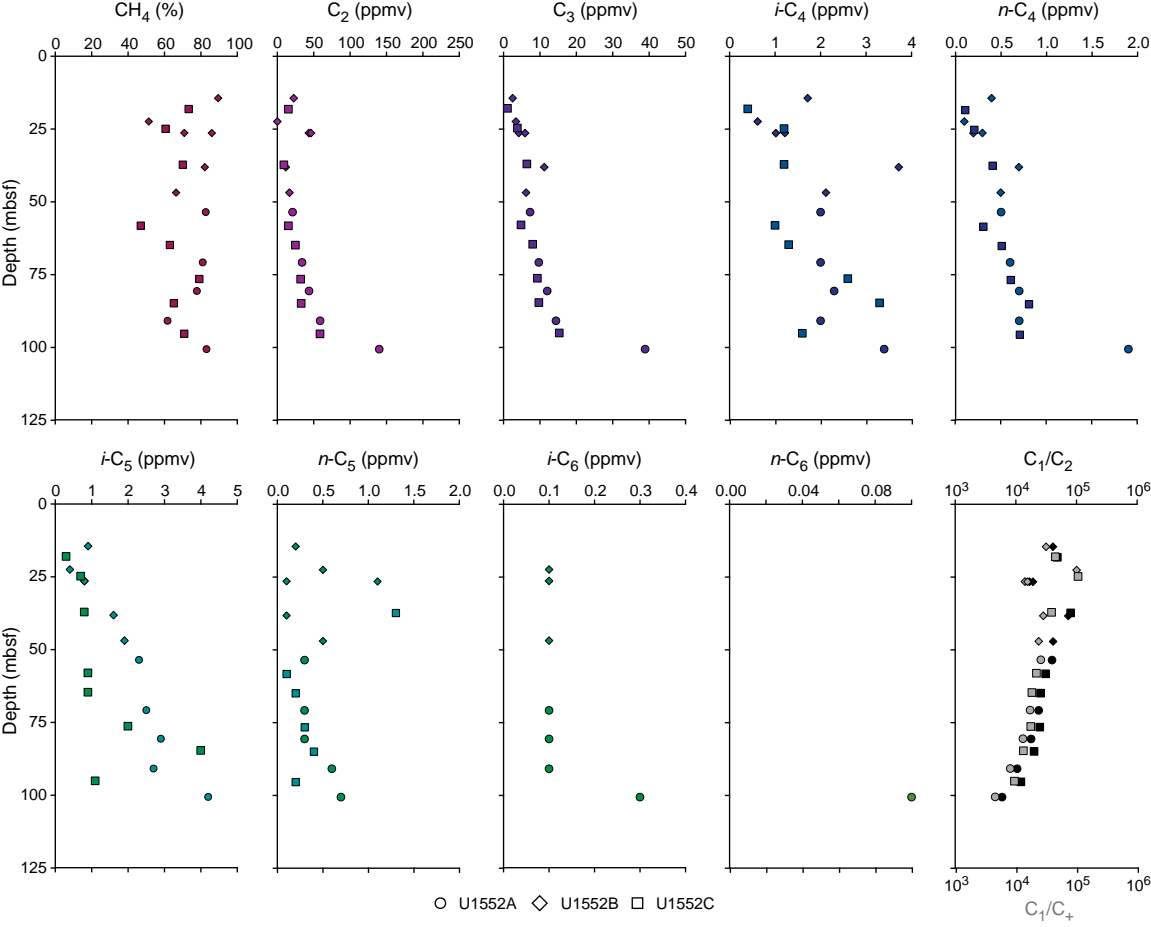 CH4 (%)
C2 (ppmv)
C3 (ppmv)
i-C4 (ppmv)
n-C4 (ppmv)
0 20 40 60 80 100
0 50 100 150 200 250
0 10 20 30 40 50
0 1 2 3 4
0.0 0.5 1.0 1.5 2.0
Depth (mbsf)
0
25
50
75
100
125
i-C5 (ppmv)
n-C5 (ppmv)
i-C6 (ppmv)
n-C6 (ppmv)
C1/C2
0 1 2 3 4 5
0.0 0.5 1.0 1.5 2.0
0.0 0.1 0.2 0.3 0.4
0.00 0.04 0.08
10³ 10⁴ 10⁵ 10⁶
Depth (mbsf)
0
25
50
75
100
125
10³ 10⁴ 10⁵ 10⁶
C1/C+
U1552A U1552B U1552C